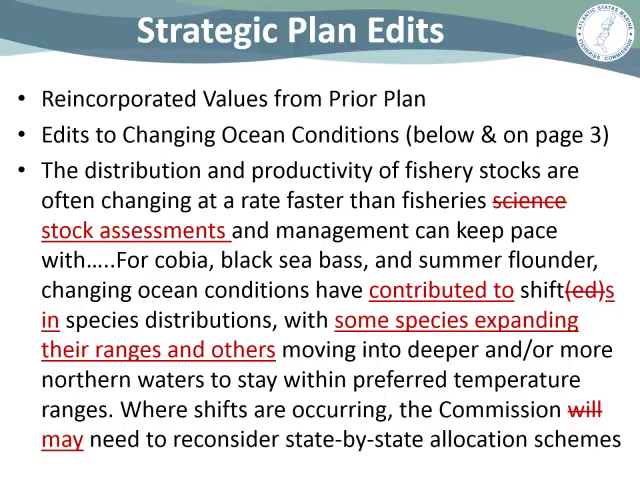 Strategic Plan Edits
ATLANTIC STATES MARINE
FISHERIES COMMISSION
• Reincorporated Values from Prior Plan
• Edits to Changing Ocean Conditions (below & on page 3)
• The distribution and productivity of fishery stocks are
often changing at a rate faster than fisheries science
stock assessments and management can keep pace
with…..For cobia, black sea bass, and summer flounder,
changing ocean conditions have contributed to shift(ed)s
in species distributions, with some species expanding
their ranges and others moving into deeper and/or more
northern waters to stay within preferred temperature
ranges. Where shifts are occurring, the Commission will
may need to reconsider state-by-state allocation schemes